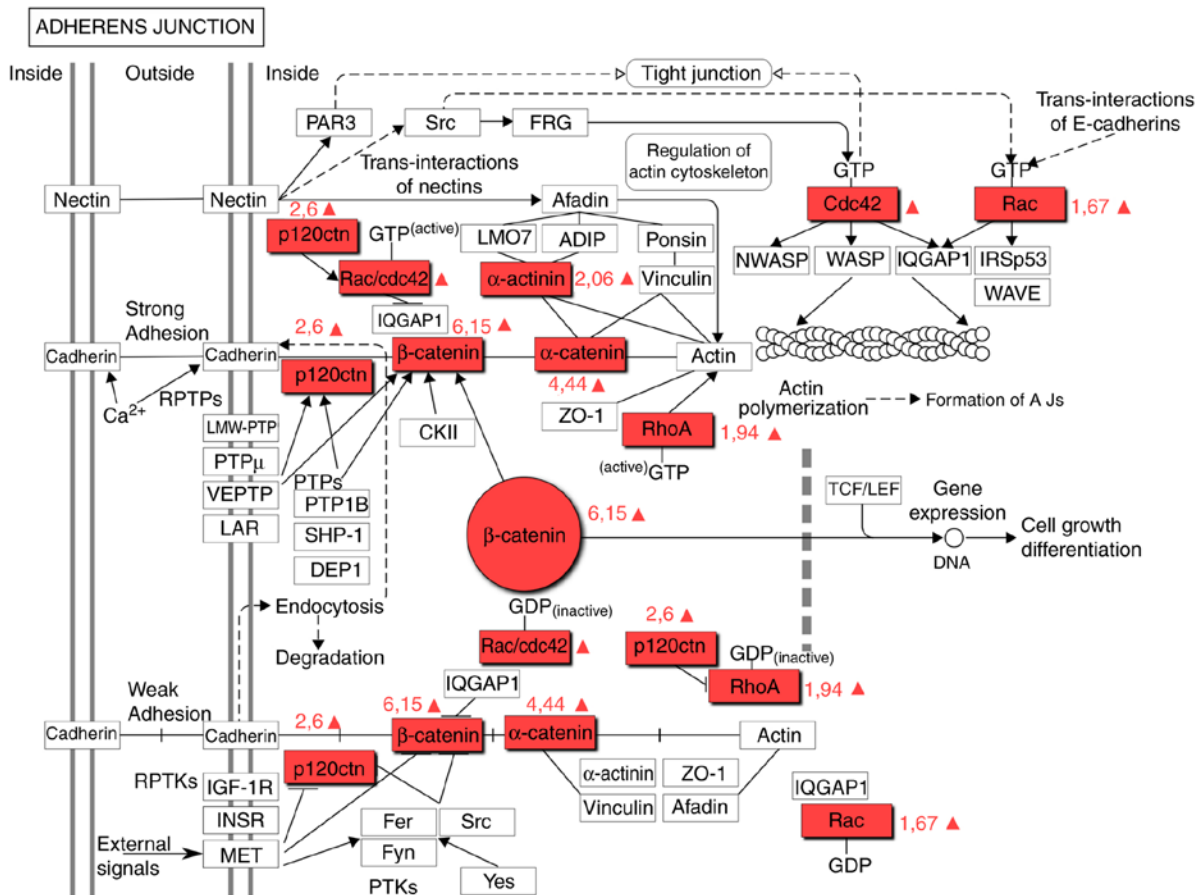 ADHERENS JUNCTION
Inside
Outside
Inside
Tight junction
PAR3
Src
FRG
Trans-interactions
of E-cadherins
Regulation of
actin cytoskeleton
Trans-interactions
of nectins
GTP
GTP
Nectin
Nectin
Afadin
Cdc42 ▲
Rac
1,67 ▲
2,6 ▲
p120ctn
GTP(active)
LMO7
ADIP
Ponsin
NWASP
WASP
IQGAP1
IRSp53
WAVE
Rac/cdc42 ▲
α-actinin
2,06 ▲
Vinculin
IQGAP1
Strong
Adhesion
2,6 ▲
6,15 ▲
Cadherin
Cadherin
p120ctn
β-catenin
α-catenin
4,44 ▲
Actin
Ca2+
RPTPs
LMW-PTP
PTPμ
VEPTP
LAR
PTPs
PTP1B
SHP-1
DEP1
CKII
ZO-1
RhoA
1,94 ▲
(active)GTP
Actin
polymerization
Formation of A Js
β-catenin
6,15 ▲
TCF/LEF
Gene
expression
DNA
Cell growth
differentiation
Endocytosis
Degradation
GDP(inactive)
Rac/cdc42 ▲
IQGAP1
2,6 ▲
p120ctn
GDP(inactive)
RhoA
1,94 ▲
Weak
Adhesion
2,6 ▲
6,15 ▲
4,44 ▲
Cadherin
Cadherin
p120ctn
β-catenin
α-catenin
Actin
RPTKs
IGF-1R
INSR
MET
External
signals
Fer
Src
Fyn
PTKs
Yes
α-actinin
ZO-1
Vinculin
Afadin
IQGAP1
Rac
1,67 ▲
GDP